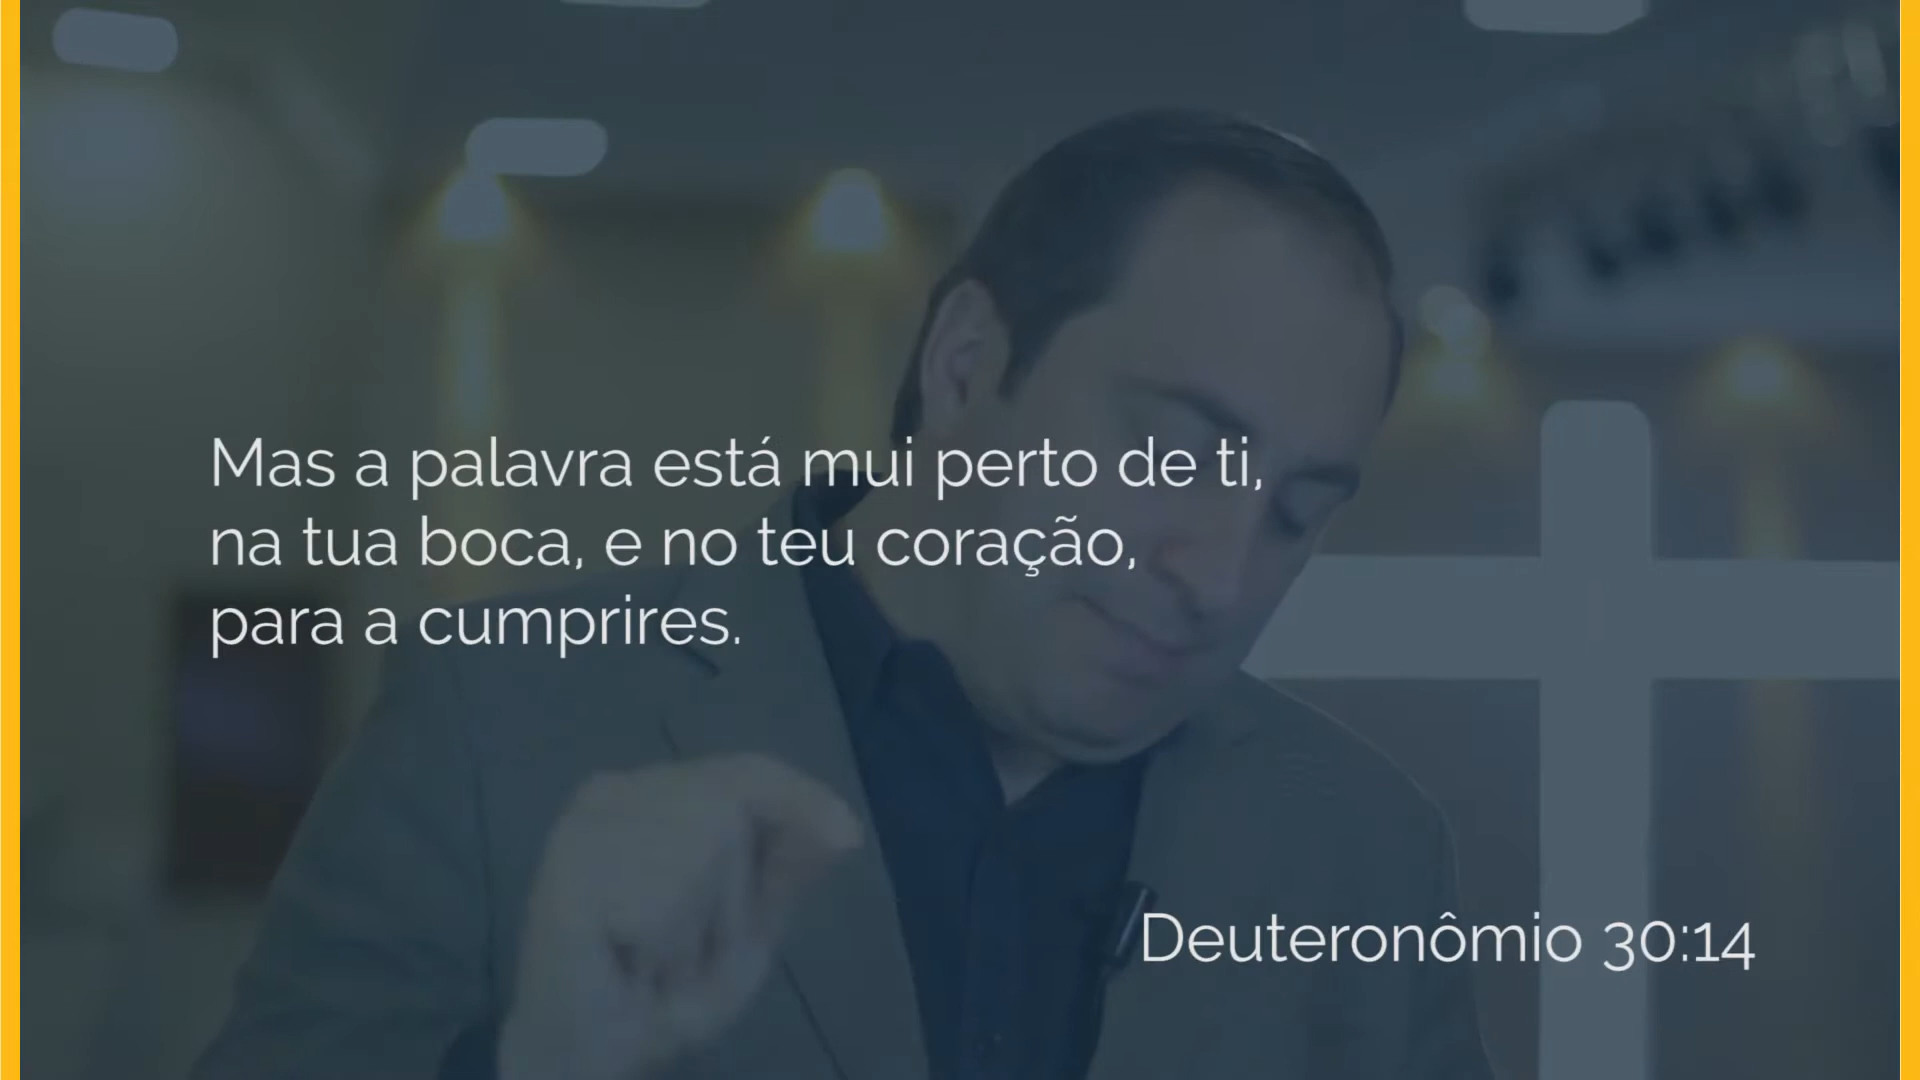 Mas a palavra está mui perto de ti,
na tua boca, e no teu coração,
para a cumprires.
Deuteronômio 30:14